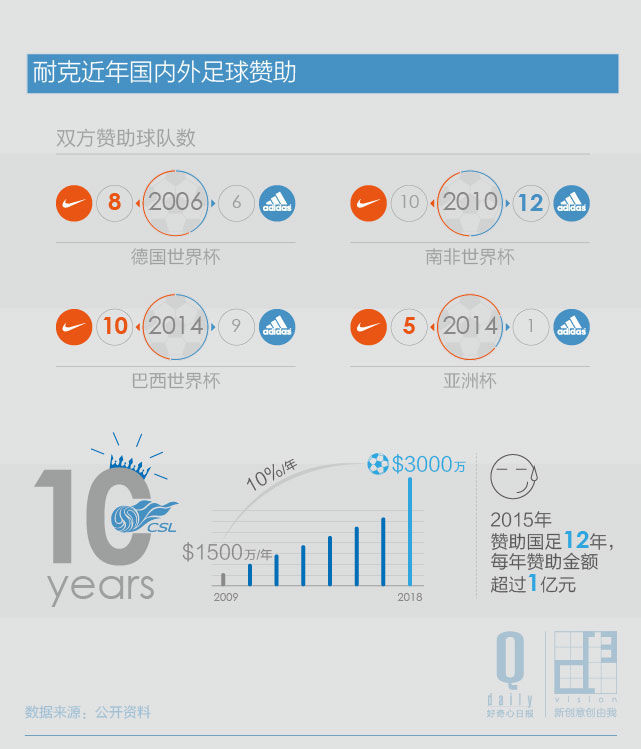 耐克近年国内外足球赞助
双方赞助球队数
8 2006 6 adidas
德国世界杯
10 2010 12 adidas
南非世界杯
10 2014 9 adidas
巴西世界杯
5 2014 1 adidas
亚洲杯
10
CSL
years
$1500万/年
10%/年
$3000万
2009
2018
2015年
赞助国足12年，
每年赞助金额
超过1亿元
Q
daily
好奇心日报
vision
新创意创由我
数据来源：公开资料